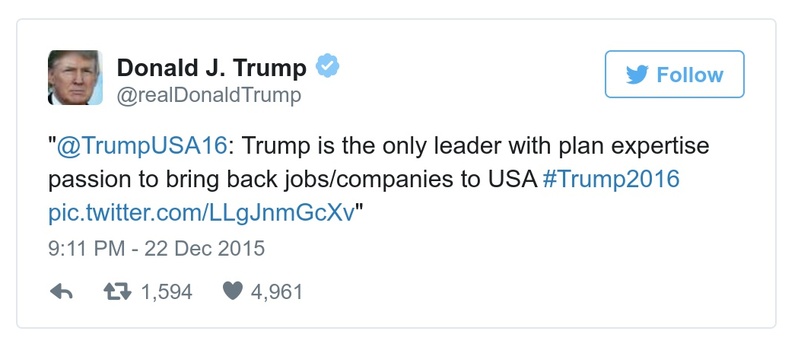 Donald J. Trump
@realDonaldTrump
Follow
"@TrumpUSA16: Trump is the only leader with plan expertise
passion to bring back jobs/companies to USA #Trump2016
pic.twitter.com/LLgJnmGcXv"
9:11 PM - 22 Dec 2015
1,594 4,961